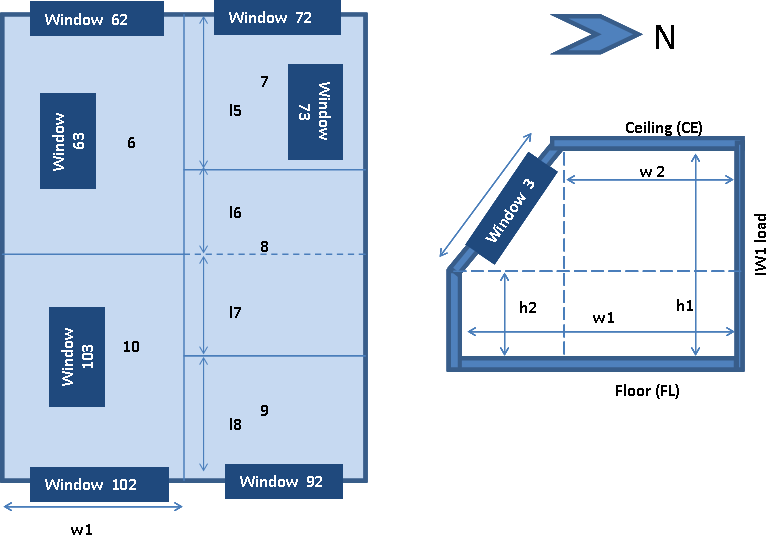 Window 62
Window 72
Window 63
6
7
l5
Window 73
l6
8
l7
Window 103
10
9
l8
Window 102
Window 92
w1
N
Ceiling (CE)
w 2
Window 3
IW1 load
h2
w1
h1
Floor (FL)